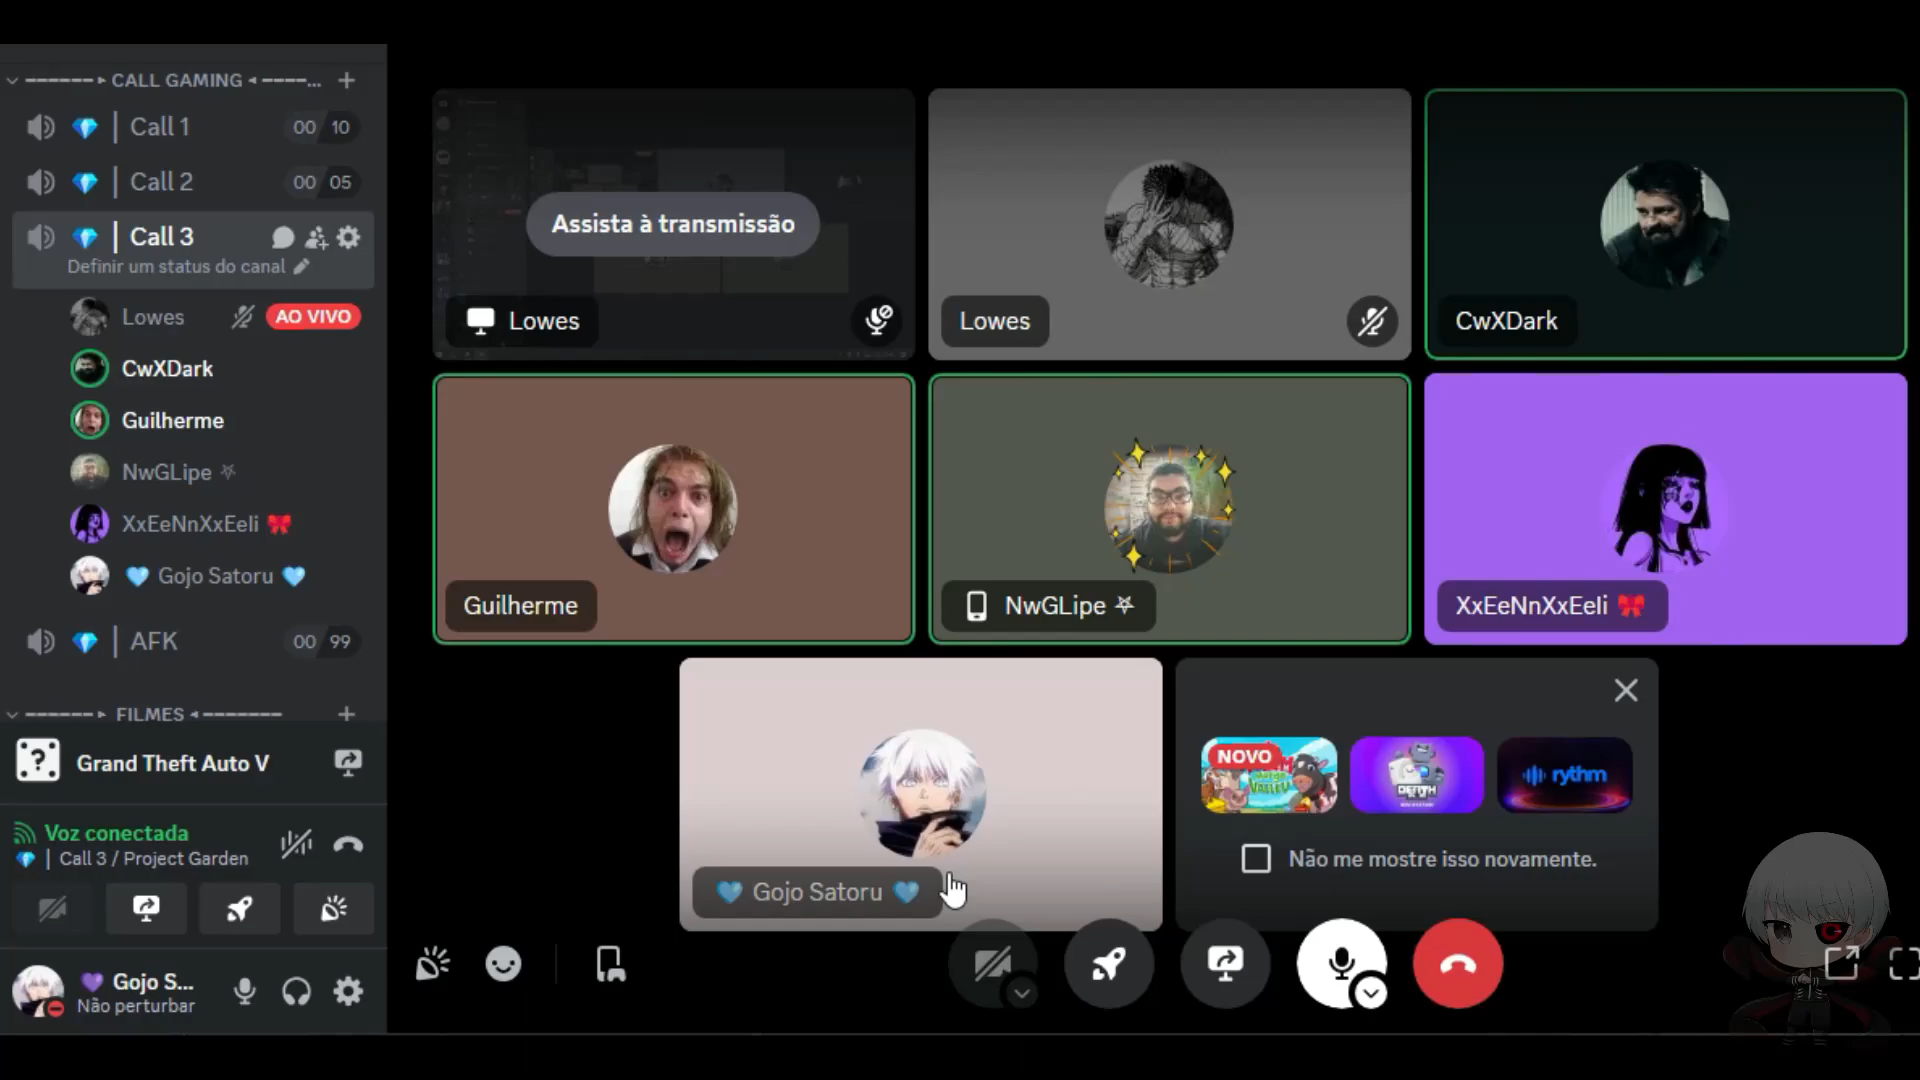 ------▸ CALL GAMING ◂----...
| Call 1
00 10
| Call 2
00 05
| Call 3
Definir um status do canal
Lowes
AO VIVO
CwXDark
Guilherme
NwGLipe ⛧
XxEeNnXxEeli 🎀
🩵 Gojo Satoru 🩵
| AFK
00 99
------▸ FILMES ◂-------
Grand Theft Auto V
Voz conectada
💎 | Call 3 / Project Garden
💜 Gojo S...
Não perturbar
Assista à transmissão
Lowes
Lowes
CwXDark
Guilherme
NwGLipe ⛧
XxEeNnXxEeli 🎀
🩵 Gojo Satoru 🩵
NOVO
VALLEY
DEATH
rythm
Não me mostre isso novamente.